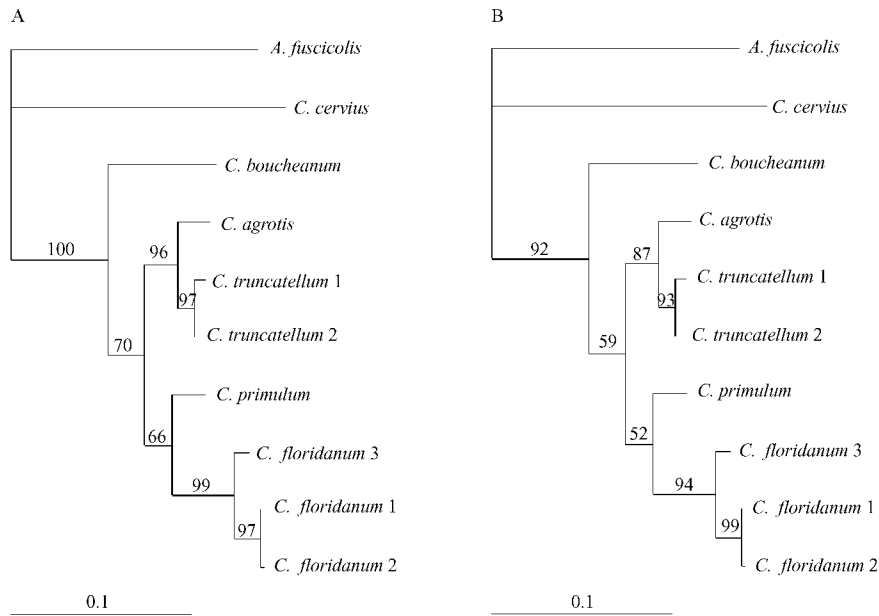 A
A. fuscicolis
C. cervius
C. boucheanum
C. agrotis
100
96
C. truncatellum 1
97
C. truncatellum 2
70
C. primulum
66
C. floridanum 3
99
C. floridanum 1
97
C. floridanum 2
0.1
B
A. fuscicolis
C. cervius
C. boucheanum
C. agrotis
92
87
C. truncatellum 1
93
C. truncatellum 2
59
C. primulum
52
C. floridanum 3
94
C. floridanum 1
99
C. floridanum 2
0.1